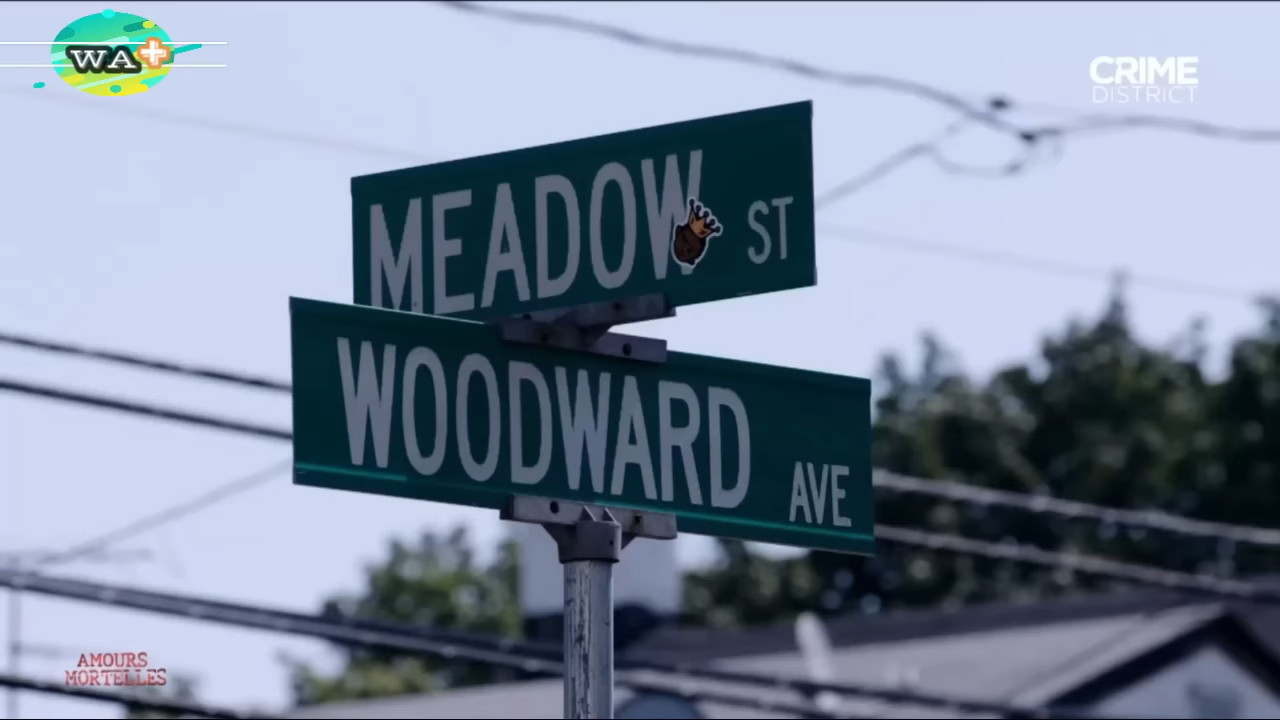 WA+
CRIME
DISTRICT
MEADOW ST
WOODWARD AVE
AMOURS
MORTELLES